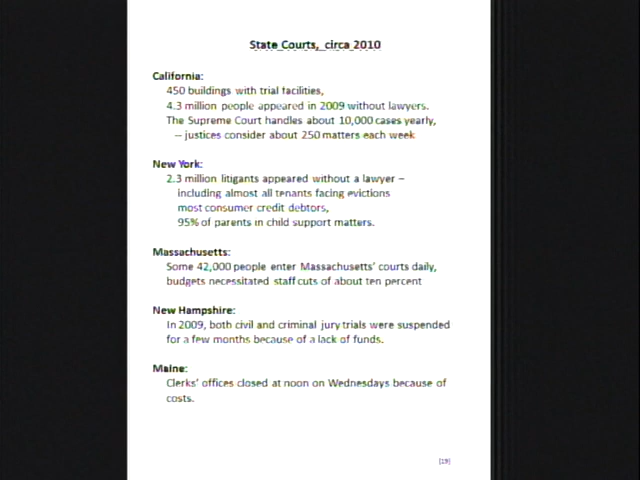 State Courts, circa 2010
California:
450 buildings with trial facilities,
4.3 million people appeared in 2009 without lawyers.
The Supreme Court handles about 10,000 cases yearly,
– justices consider about 250 matters each week
New York:
2.3 million litigants appeared without a lawyer –
including almost all tenants facing evictions
most consumer credit debtors,
95% of parents in child support matters.
Massachusetts:
Some 42,000 people enter Massachusetts' courts daily,
budgets necessitated staff cuts of about ten percent
New Hampshire:
In 2009, both civil and criminal jury trials were suspended
for a few months because of a lack of funds.
Maine:
Clerks' offices closed at noon on Wednesdays because of
costs.
[19]